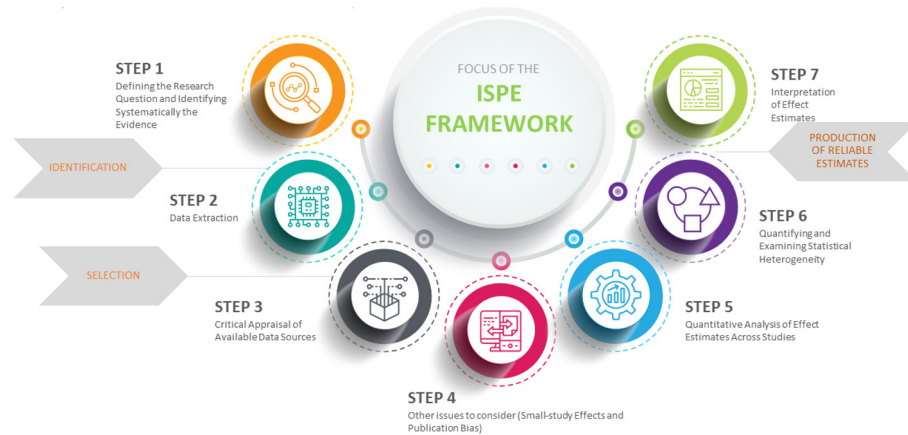 FOCUS OF THE
ISPE
FRAMEWORK
STEP 1
Defining the Research
Question and Identifying
Systematically the
Evidence
IDENTIFICATION
STEP 2
Data Extraction
SELECTION
STEP 3
Critical Appraisal of
Available Data Sources
STEP 4
Other issues to consider (Small-study Effects and
Publication Bias)
STEP 5
Quantitative Analysis of Effect
Estimates Across Studies
STEP 6
Quantifying and
Examining Statistical
Heterogeneity
STEP 7
Interpretation
of Effect
Estimates
PRODUCTION
OF RELIABLE
ESTIMATES